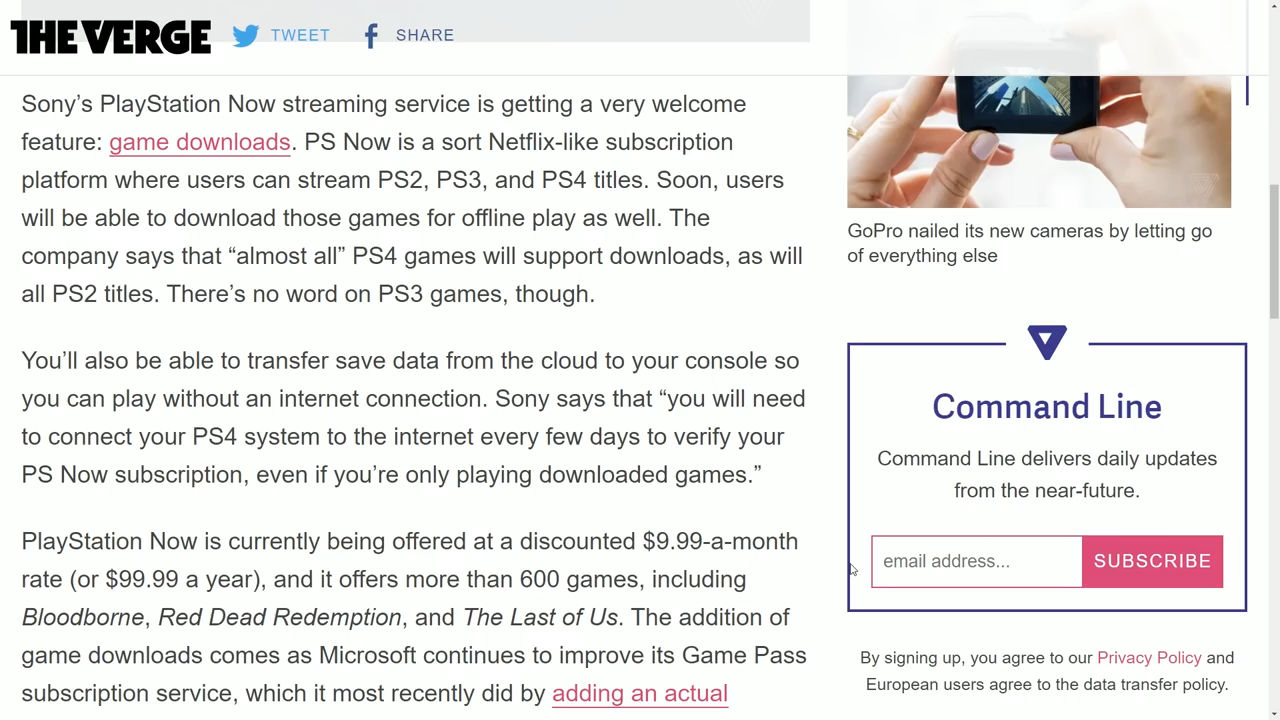 THE VERGE
TWEET
SHARE
Sony’s PlayStation Now streaming service is getting a very welcome
feature: game downloads. PS Now is a sort Netflix-like subscription
platform where users can stream PS2, PS3, and PS4 titles. Soon, users
will be able to download those games for offline play as well. The
company says that “almost all” PS4 games will support downloads, as will
all PS2 titles. There’s no word on PS3 games, though.
You’ll also be able to transfer save data from the cloud to your console so
you can play without an internet connection. Sony says that “you will need
to connect your PS4 system to the internet every few days to verify your
PS Now subscription, even if you’re only playing downloaded games.”
PlayStation Now is currently being offered at a discounted $9.99-a-month
rate (or $99.99 a year), and it offers more than 600 games, including
Bloodborne, Red Dead Redemption, and The Last of Us. The addition of
game downloads comes as Microsoft continues to improve its Game Pass
subscription service, which it most recently did by adding an actual
GoPro nailed its new cameras by letting go
of everything else
Command Line
Command Line delivers daily updates
from the near-future.
email address...
SUBSCRIBE
By signing up, you agree to our Privacy Policy and
European users agree to the data transfer policy.